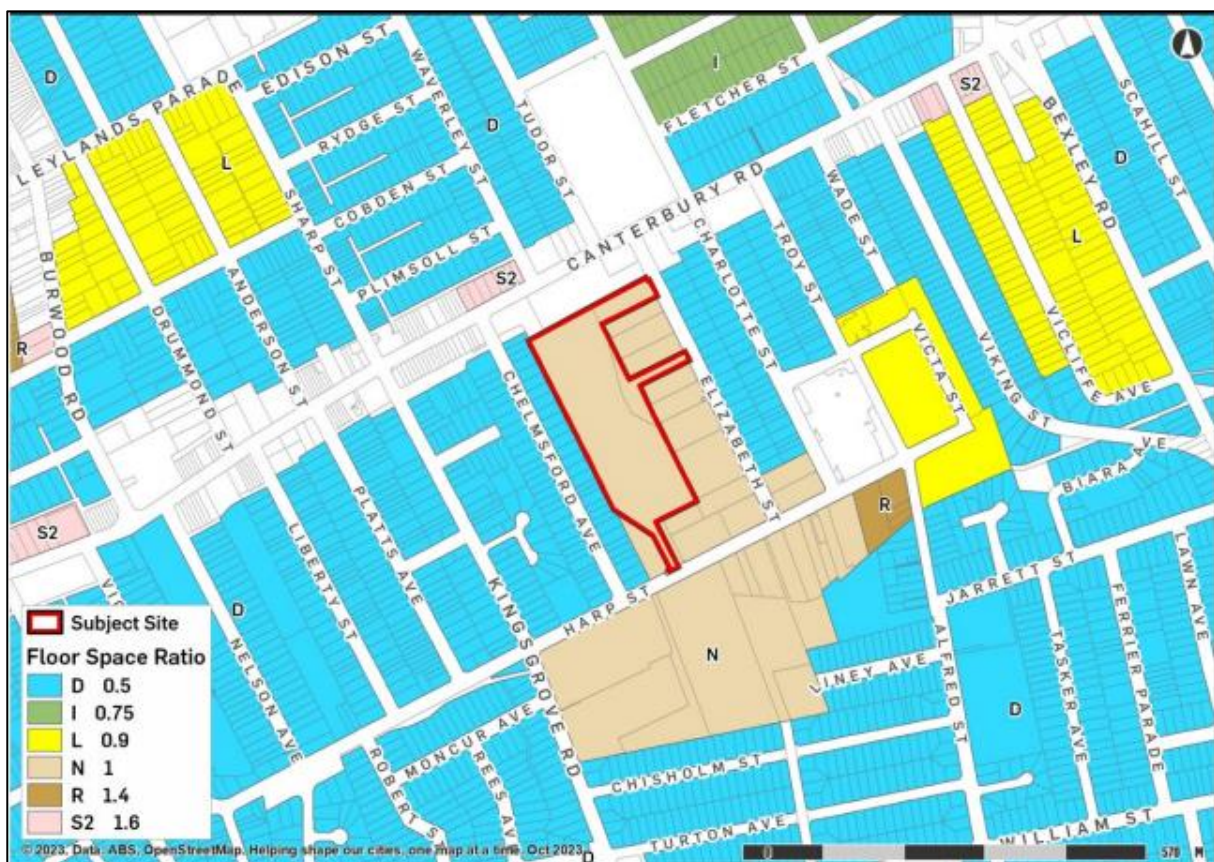 EDISON ST
LEYLANDS PARADE
RYDGE ST
WAVERLEY ST
TUDOR ST
FLETCHER ST
D
D
I
S2
L
COBDEN ST
SHARP ST
PLIMSOLL ST
CANTERBURY RD
BEXLEY RD
SCAHILL ST
D
BURWOOD RD
DRUMMOND ST
ANDERSON ST
S2
CHARLOTTE ST
TROY ST
WADE ST
L
R
VICTA ST
VIKING ST
VICLIFFE AVE
CHELMSFORD AVE
ELIZABETH ST
BIARA AVE
S2
PLATTS AVE
LIBERTY ST
R
KINGSGROVE RD
HARP ST
JARRETT ST
LAWN AVE
D
NELSON AVE
N
LINEY AVE
ALFRED ST
D
TASKER AVE
FERRIER PARADE
MONCUR AVE
ROBERT S
REES AVE
CHISHOLM ST
TURTON AVE
WILLIAM ST
D
Subject Site
Floor Space Ratio
D 0.5
I 0.75
L 0.9
N 1
R 1.4
S2 1.6
© 2023. Data: ABS, OpenStreetMap. Helping shape our cities, one map at a time. Oct 2023
0 570 M